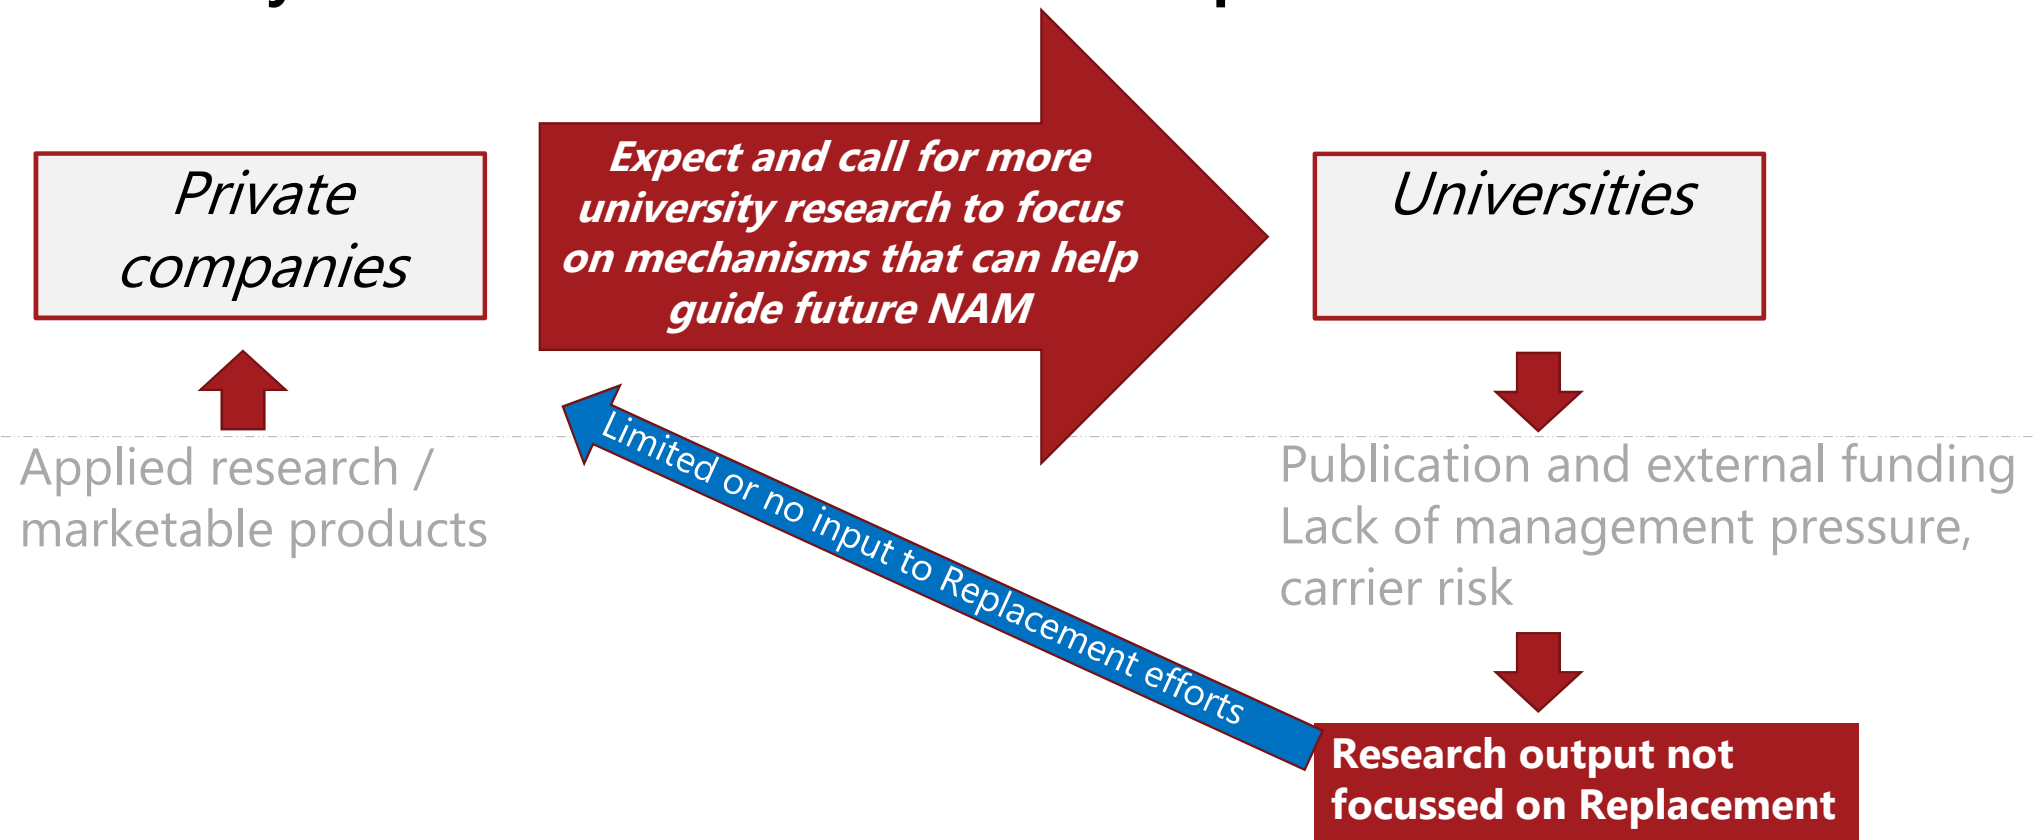 Private
companies
Expect and call for more
university research to focus
on mechanisms that can help
guide future NAM
Universities
Applied research /
marketable products
Limited or no input to Replacement efforts
Publication and external funding
Lack of management pressure,
carrier risk
Research output not
focussed on Replacement